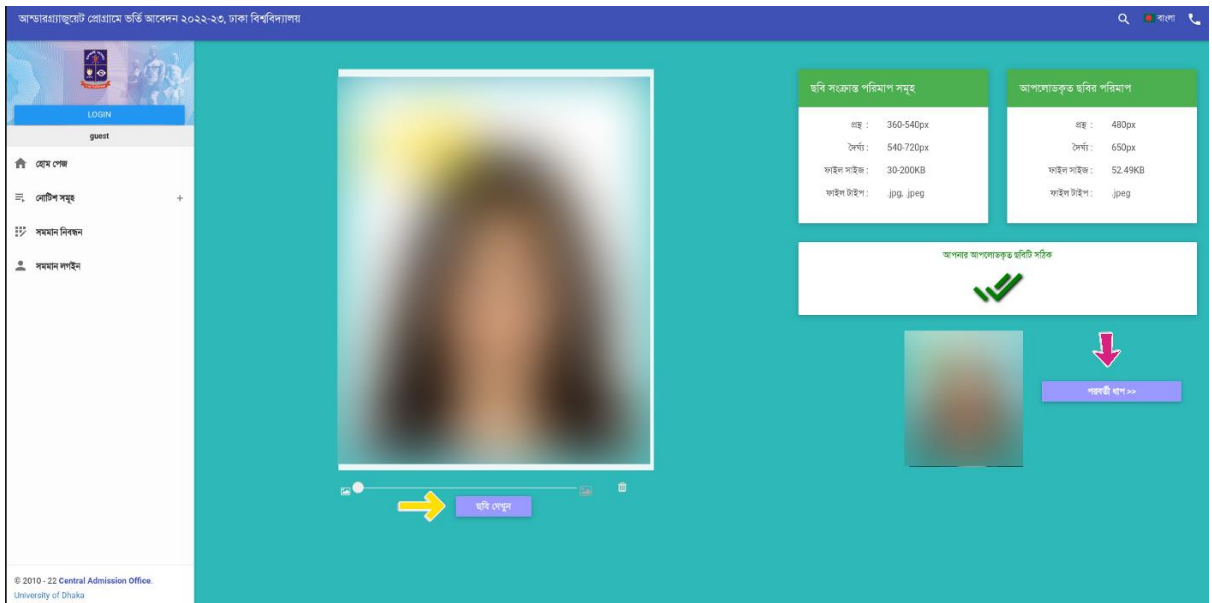 আন্ডারগ্র্যাজুয়েট প্রোগ্রামে ভর্তি আবেদন ২০২২-২৩, ঢাকা বিশ্ববিদ্যালয়
বাংলা
LOGIN
guest
হোম পেজ
নোটিশ সমূহ +
সমমান নিবন্ধন
সমমান লগইন
© 2010 - 22 Central Admission Office.
University of Dhaka
ছবি দেখুন
ছবি সংক্রান্ত পরিমাপ সমূহ
প্রস্থ : 360-540px
দৈর্ঘ্য : 540-720px
ফাইল সাইজ : 30-200KB
ফাইল টাইপ : .jpg, .jpeg
আপলোডকৃত ছবির পরিমাপ
প্রস্থ : 480px
দৈর্ঘ্য : 650px
ফাইল সাইজ : 52.49KB
ফাইল টাইপ : .jpeg
আপনার আপলোডকৃত ছবিটি সঠিক
পরবর্তী ধাপ >>